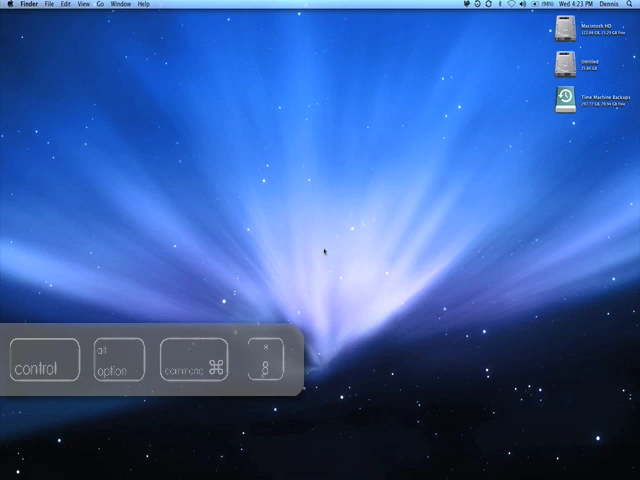 Finder File Edit View Go Window Help (98%) Wed 4:23 PM Dennis
Macintosh HD
Untitled
Time Machine Backups
alt
*
control option command ⌘ 8